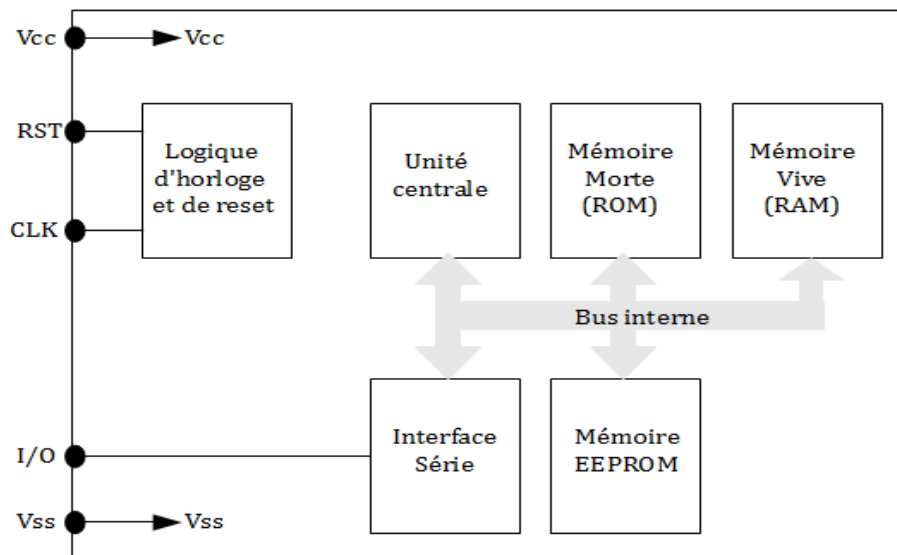 Vcc
Vcc
RST
CLK
Logique
d'horloge
et de reset
Unité
centrale
Mémoire
Morte
(ROM)
Mémoire
Vive
(RAM)
Bus interne
I/O
Interface
Série
Mémoire
EEPROM
Vss
Vss